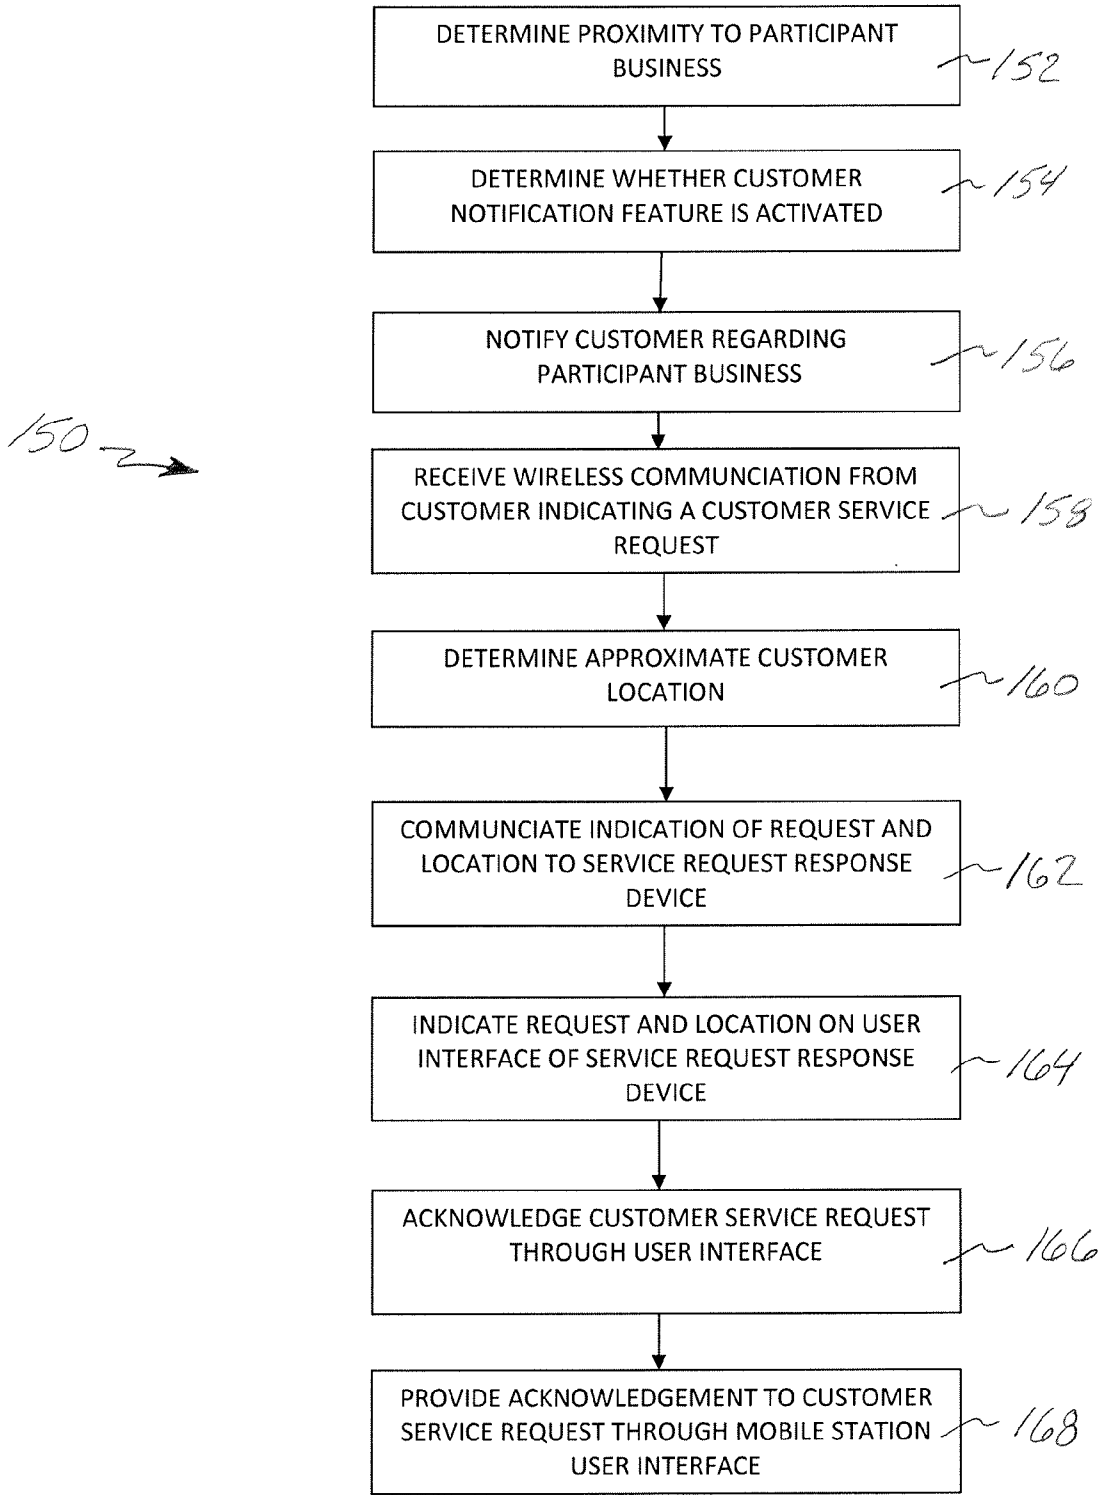 DETERMINE PROXIMITY TO PARTICIPANT
BUSINESS
152
DETERMINE WHETHER CUSTOMER
NOTIFICATION FEATURE IS ACTIVATED
154
NOTIFY CUSTOMER REGARDING
PARTICIPANT BUSINESS
156
150
RECEIVE WIRELESS COMMUNCIATION FROM
CUSTOMER INDICATING A CUSTOMER SERVICE
REQUEST
158
DETERMINE APPROXIMATE CUSTOMER
LOCATION
160
COMMUNCIATE INDICATION OF REQUEST AND
LOCATION TO SERVICE REQUEST RESPONSE
DEVICE
162
INDICATE REQUEST AND LOCATION ON USER
INTERFACE OF SERVICE REQUEST RESPONSE
DEVICE
164
ACKNOWLEDGE CUSTOMER SERVICE REQUEST
THROUGH USER INTERFACE
166
PROVIDE ACKNOWLEDGEMENT TO CUSTOMER
SERVICE REQUEST THROUGH MOBILE STATION
USER INTERFACE
168